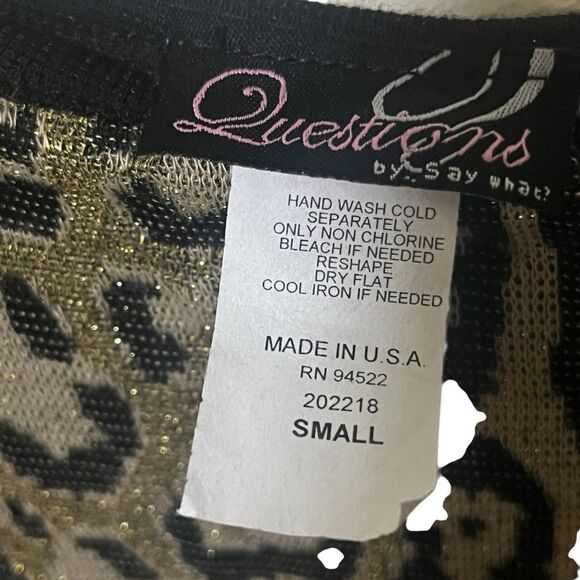 Questions
by Say What?
HAND WASH COLD
SEPARATELY
ONLY NON CHLORINE
BLEACH IF NEEDED
RESHAPE
DRY FLAT
COOL IRON IF NEEDED
MADE IN U.S.A.
RN 94522
202218
SMALL